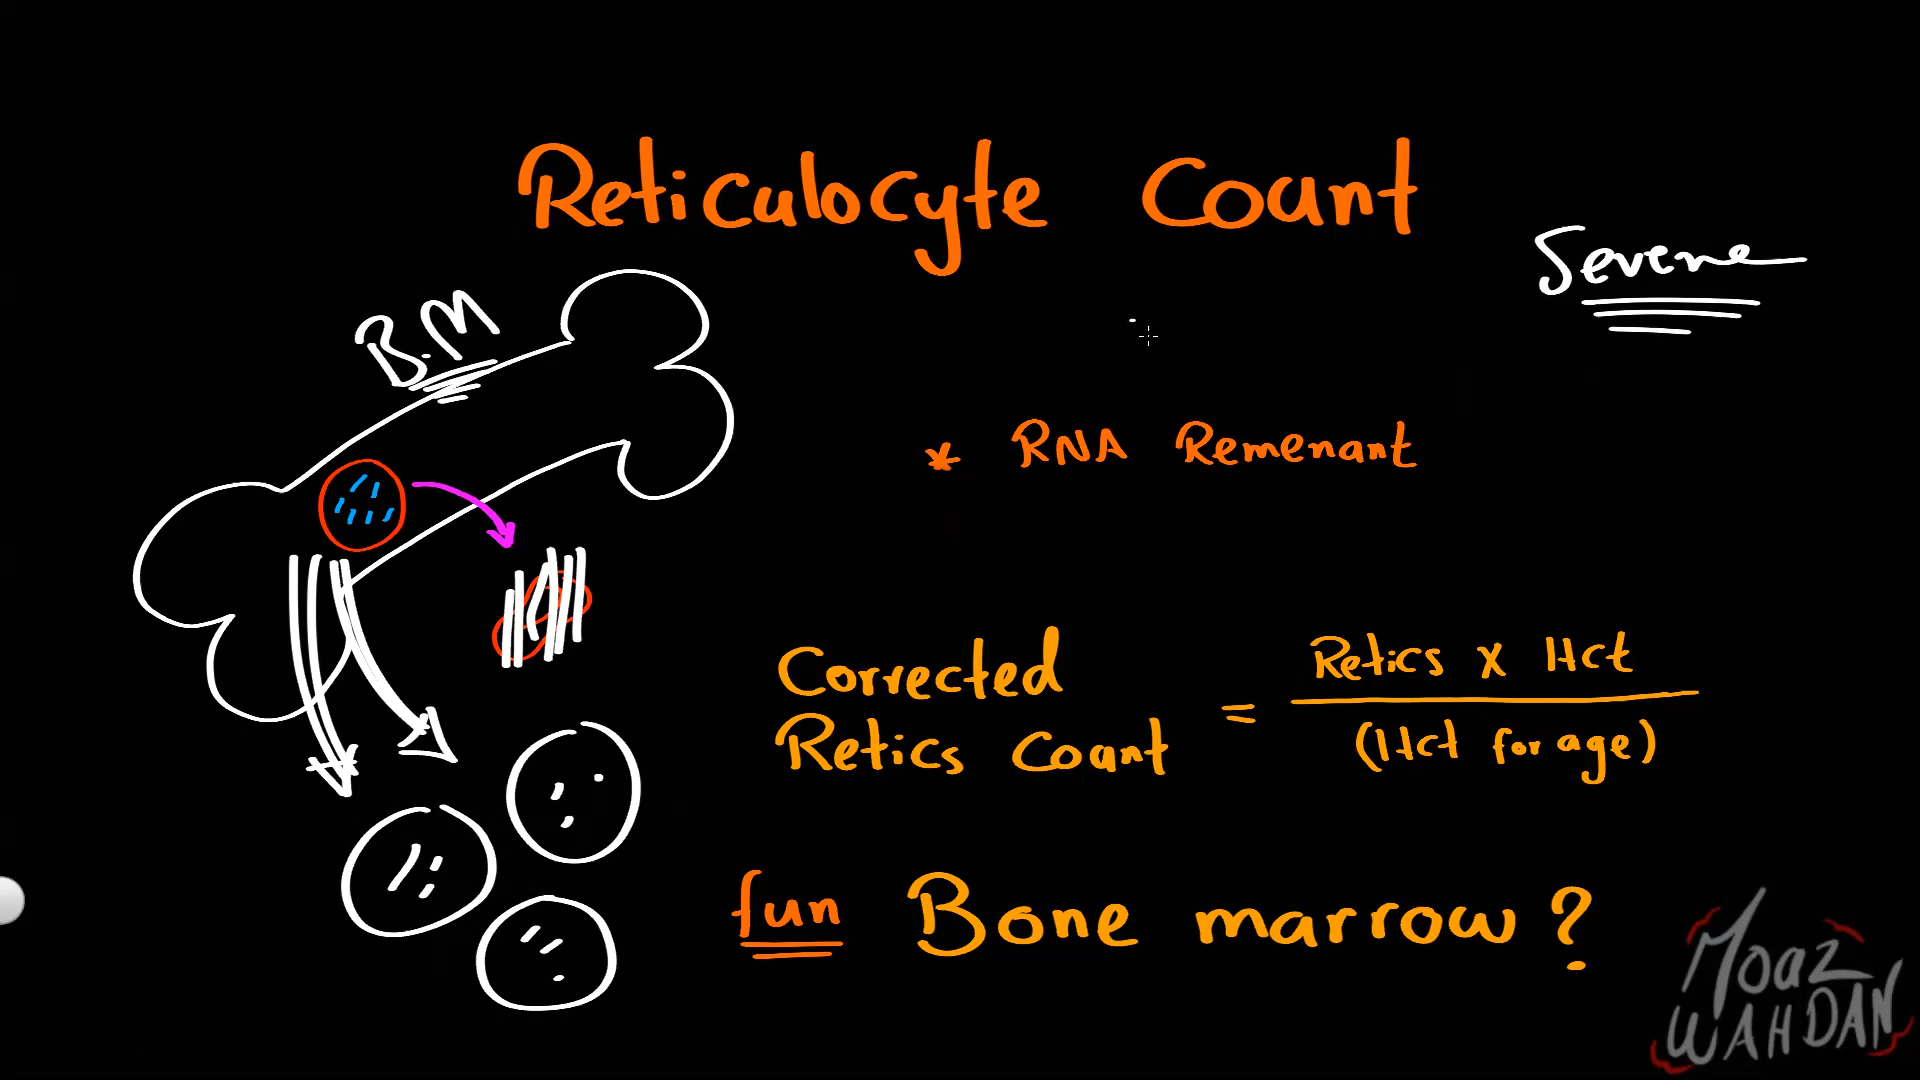 Reticulocyte Count
Severe
B.M
* RNA Remenant
Corrected
Retics Count
= Retics x Hct
(Hct for age)
fun Bone marrow ?
MOAZ
WAHDAN